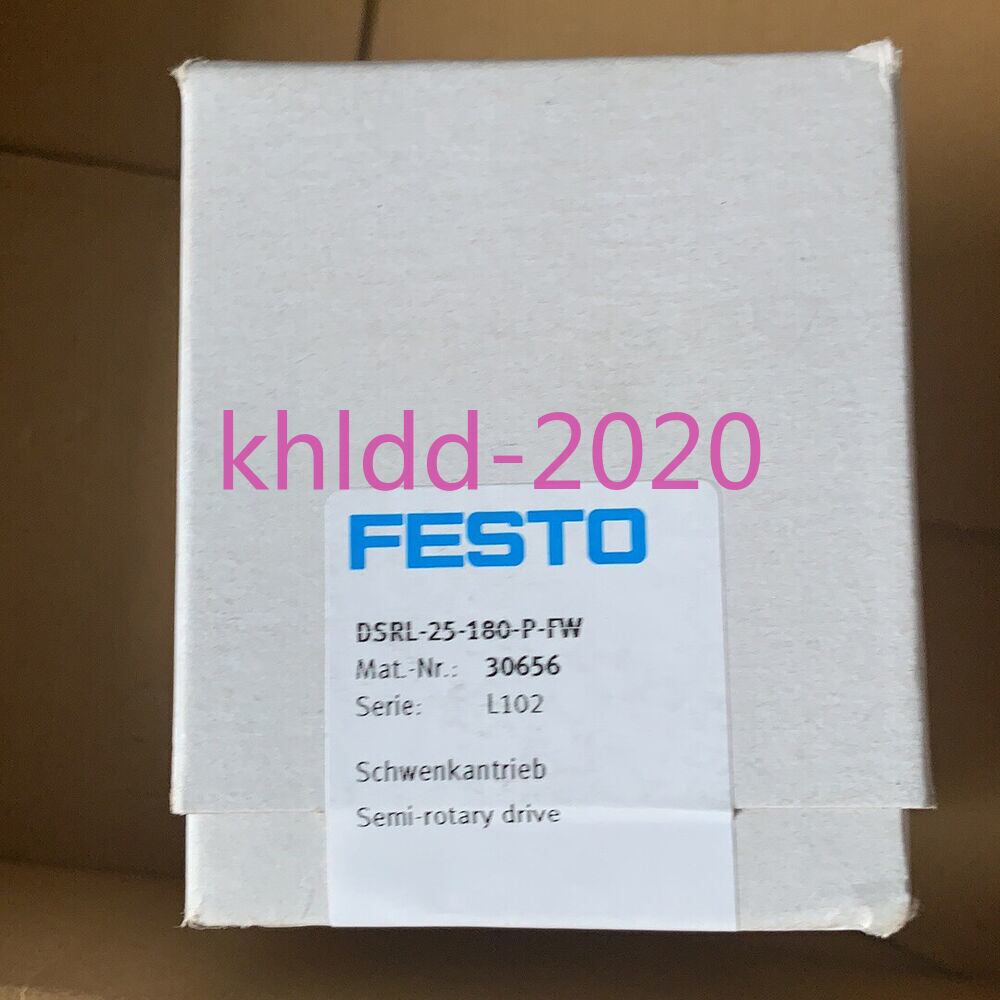 khldd-2020
FESTO
DSRL-25-180-P-FW
Mat.-Nr.: 30656
Serie: L102
Schwenkantrieb
Semi-rotary drive